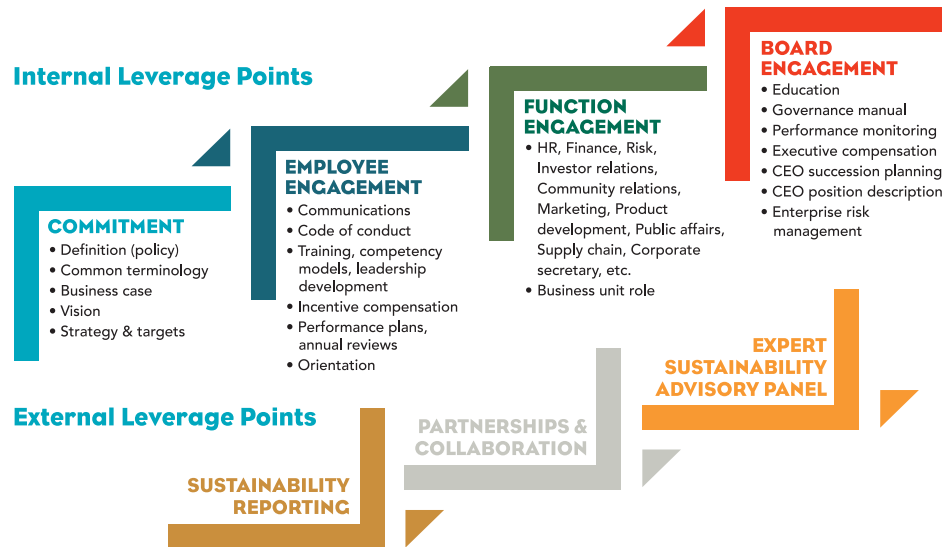 Internal Leverage Points
COMMITMENT
• Definition (policy)
• Common terminology
• Business case
• Vision
• Strategy & targets
EMPLOYEE
ENGAGEMENT
• Communications
• Code of conduct
• Training, competency
models, leadership
development
• Incentive compensation
• Performance plans,
annual reviews
• Orientation
FUNCTION
ENGAGEMENT
• HR, Finance, Risk,
Investor relations,
Community relations,
Marketing, Product
development, Public affairs,
Supply chain, Corporate
secretary, etc.
• Business unit role
BOARD
ENGAGEMENT
• Education
• Governance manual
• Performance monitoring
• Executive compensation
• CEO succession planning
• CEO position description
• Enterprise risk
management
External Leverage Points
SUSTAINABILITY
REPORTING
PARTNERSHIPS &
COLLABORATION
EXPERT
SUSTAINABILITY
ADVISORY PANEL